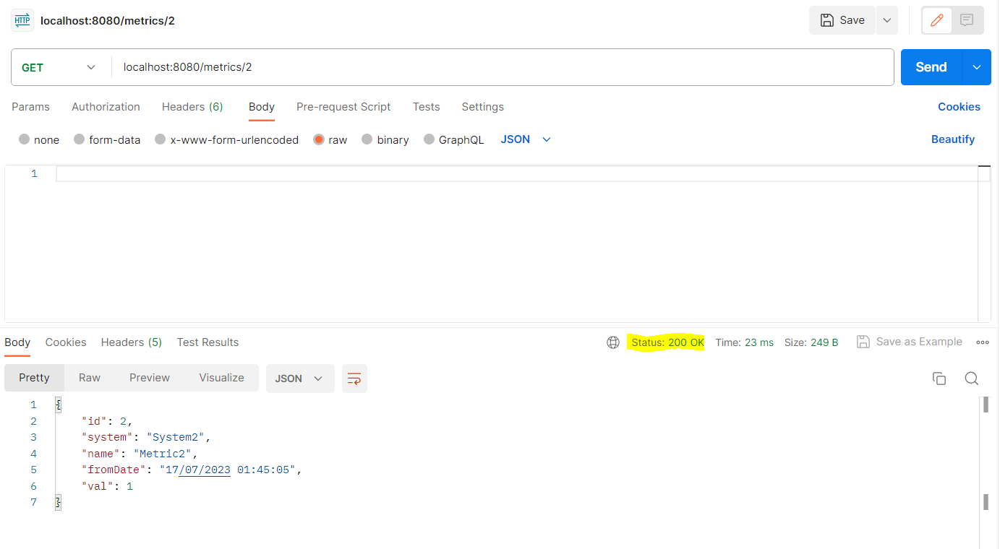 HTTP localhost:8080/metrics/2 Save
GET localhost:8080/metrics/2 Send
Params Authorization Headers (6) Body Pre-request Script Tests Settings Cookies
none form-data x-www-form-urlencoded raw binary GraphQL JSON Beautify
1
Body Cookies Headers (5) Test Results Status: 200 OK Time: 23 ms Size: 249 B Save as Example
Pretty Raw Preview Visualize JSON
1 {
2 "id": 2,
3 "system": "System2",
4 "name": "Metric2",
5 "fromDate": "17/07/2023 01:45:05",
6 "val": 1
7 }